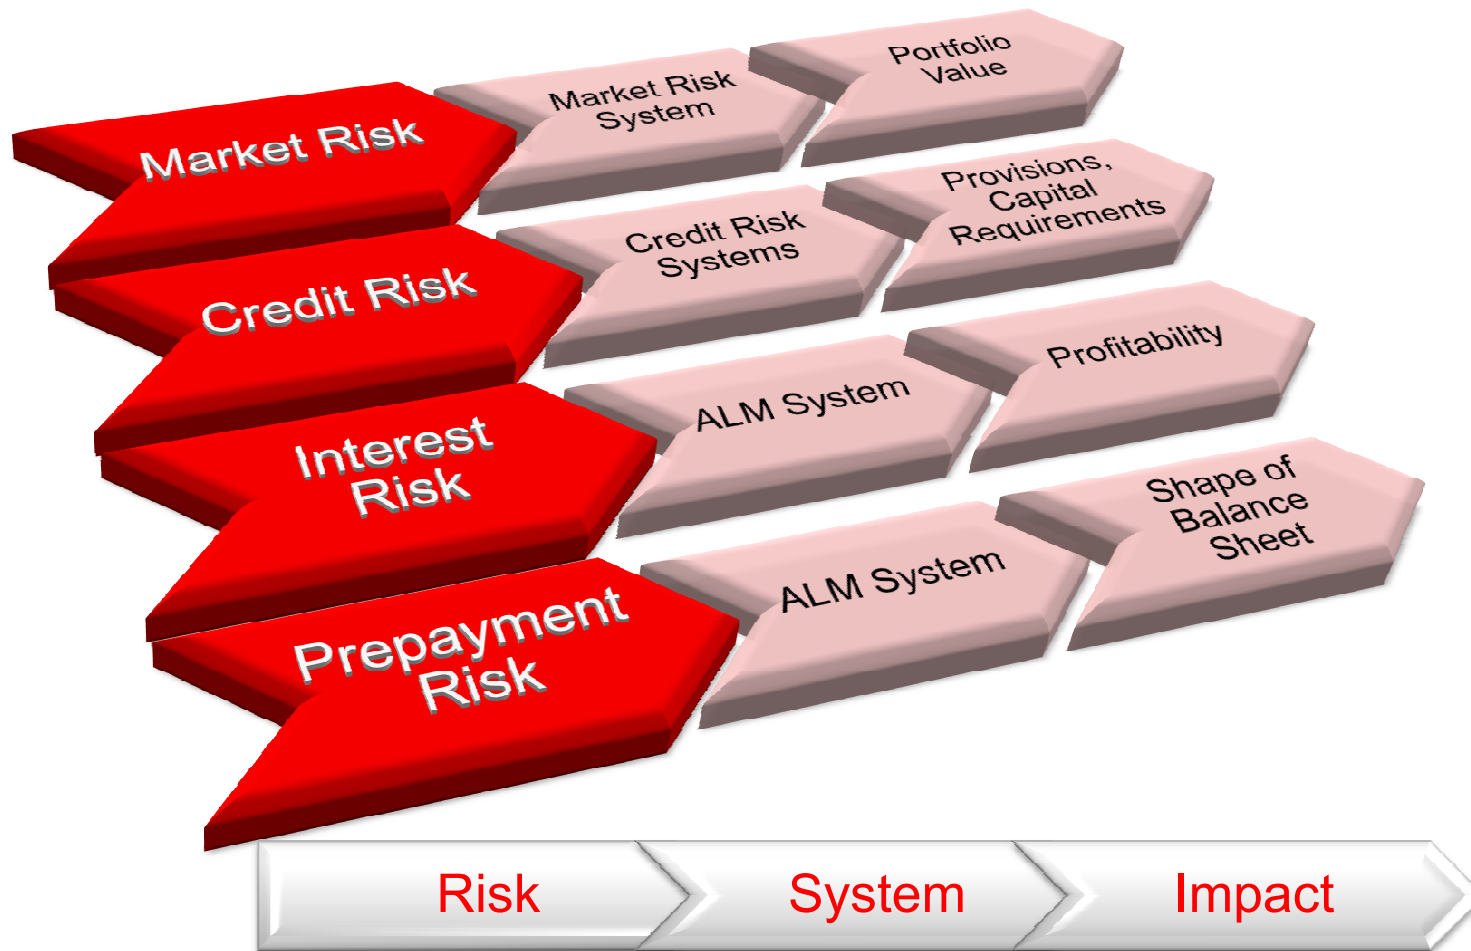 Market Risk
Market Risk
System
Portfolio
Value
Credit Risk
Credit Risk
Systems
Provisions,
Capital
Requirements
Interest
Risk
ALM System
Profitability
Prepayment
Risk
ALM System
Shape of
Balance
Sheet
Risk
System
Impact